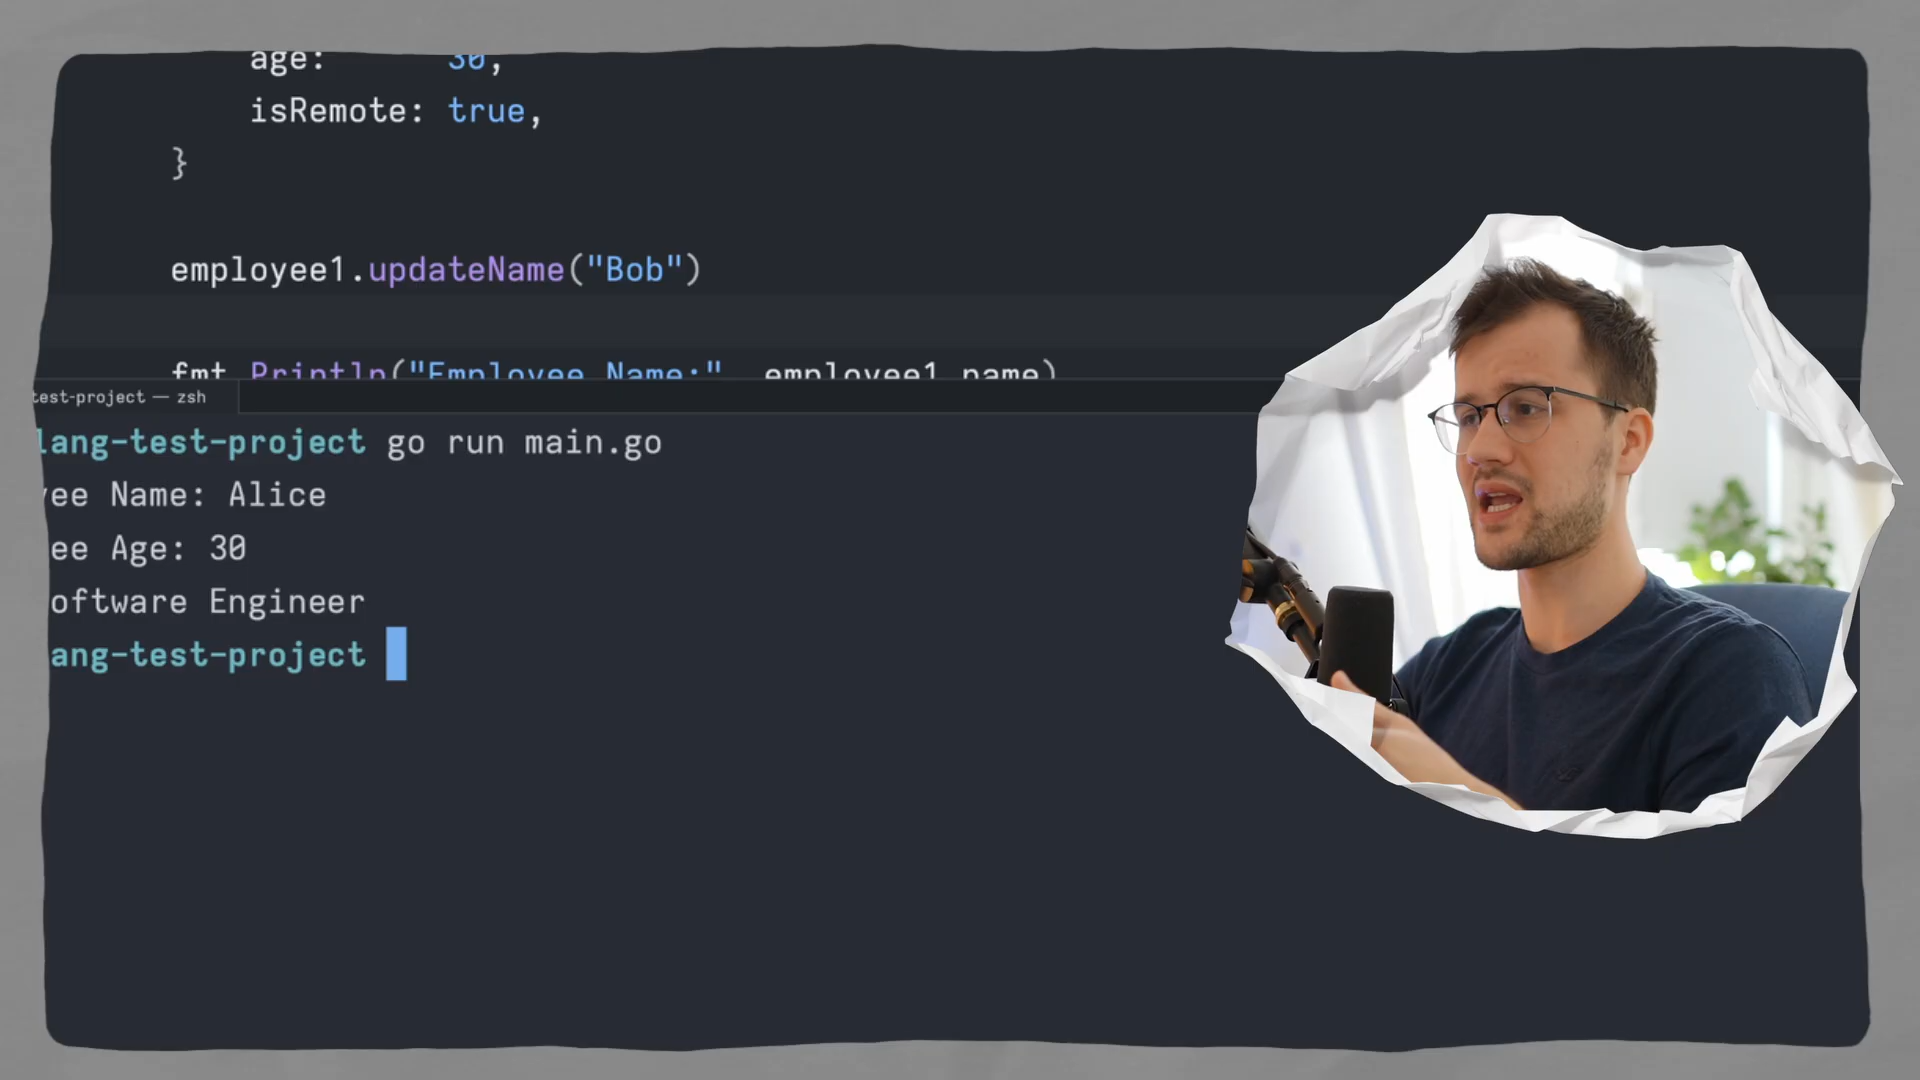 age: 30,
isRemote: true,
}
employee1.updateName("Bob")
fmt.Println("Employee Name:", employee1.name)
test-project — zsh
lang-test-project go run main.go
ee Name: Alice
ee Age: 30
oftware Engineer
ang-test-project